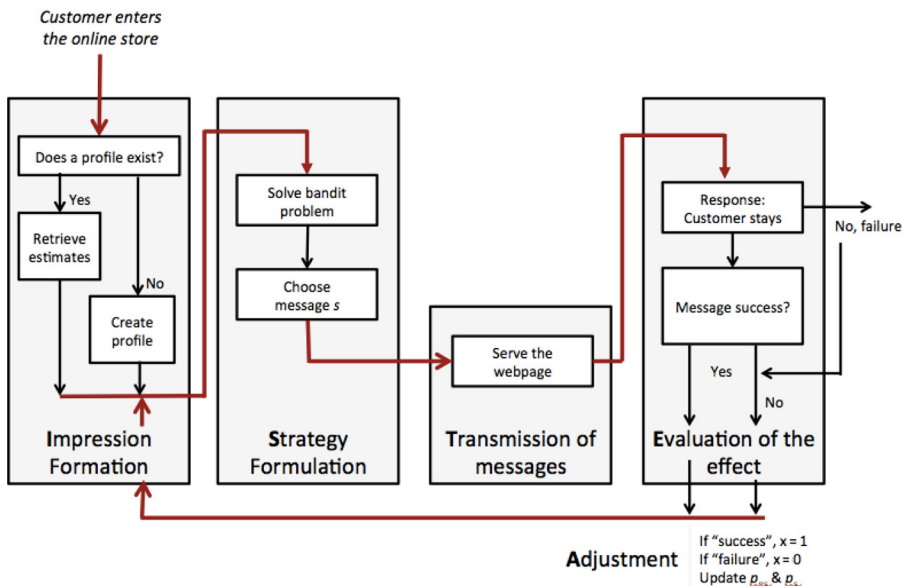 Customer enters
the online store
Does a profile exist?
Yes
Retrieve
estimates
No
Create
profile
Impression
Formation
Solve bandit
problem
Choose
message s
Strategy
Formulation
Serve the
webpage
Transmission of
messages
Response:
Customer stays
No, failure
Message success?
Yes
No
Evaluation of the
effect
Adjustment
If “success”, x = 1
If “failure”, x = 0
Update &